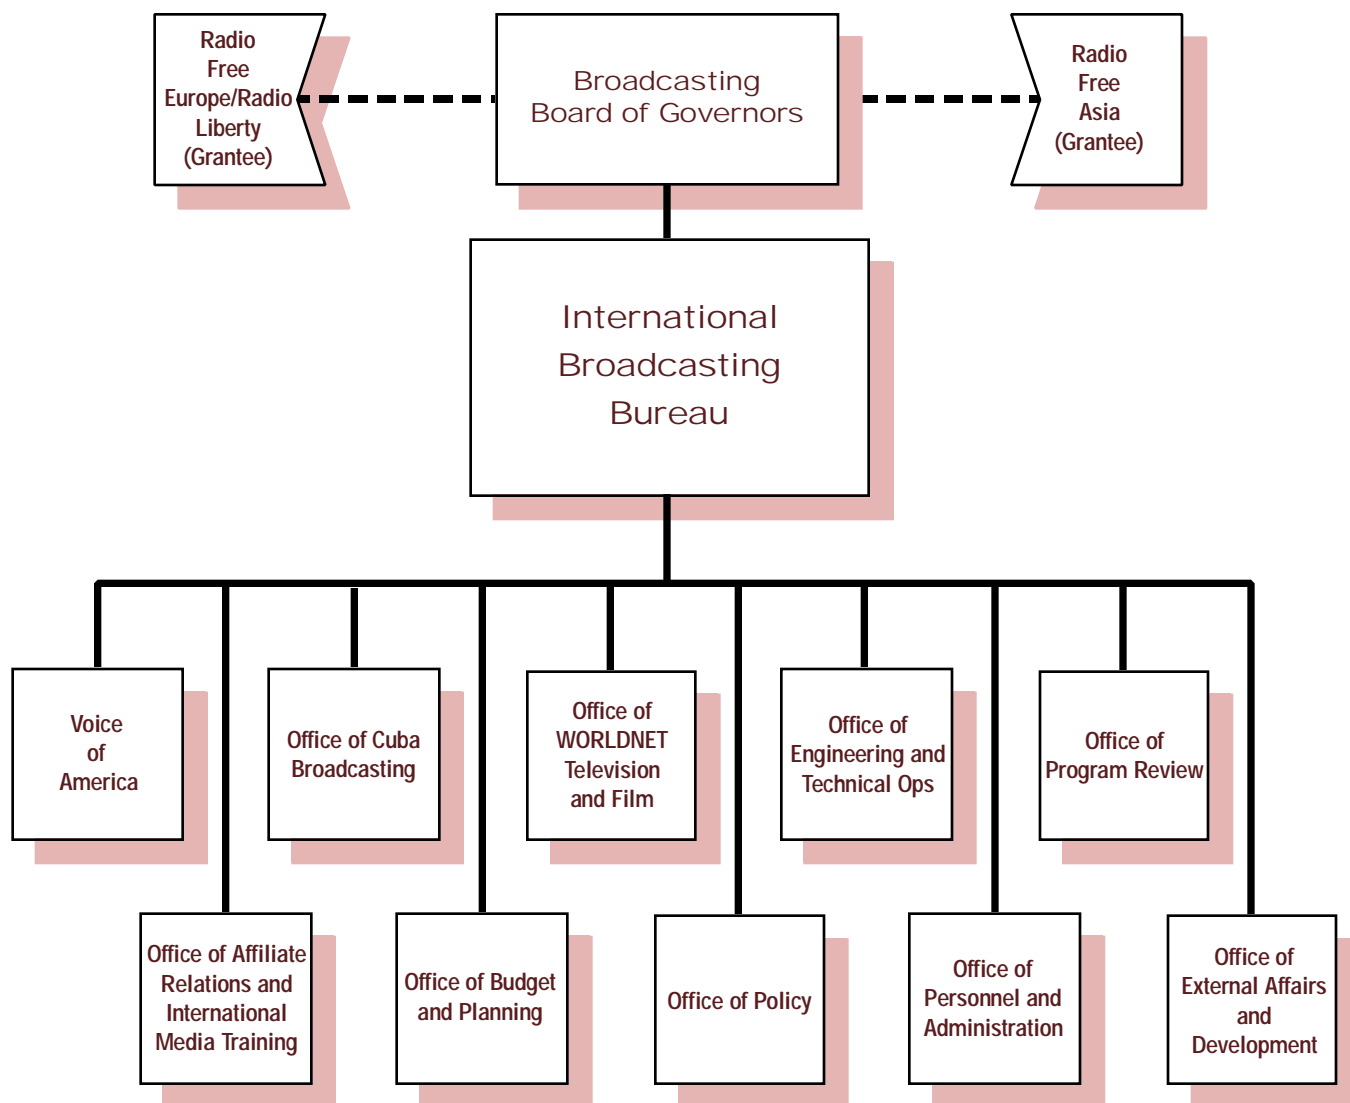 Radio
Free
Europe/Radio
Liberty
(Grantee)
Broadcasting
Board of Governors
Radio
Free
Asia
(Grantee)
International
Broadcasting
Bureau
Voice
of
America
Office of Cuba
Broadcasting
Office of
WORLDNET
Television
and Film
Office of
Engineering and
Technical Ops
Office of
Program Review
Office of Affiliate
Relations and
International
Media Training
Office of Budget
and Planning
Office of Policy
Office of
Personnel and
Administration
Office of
External Affairs
and
Development